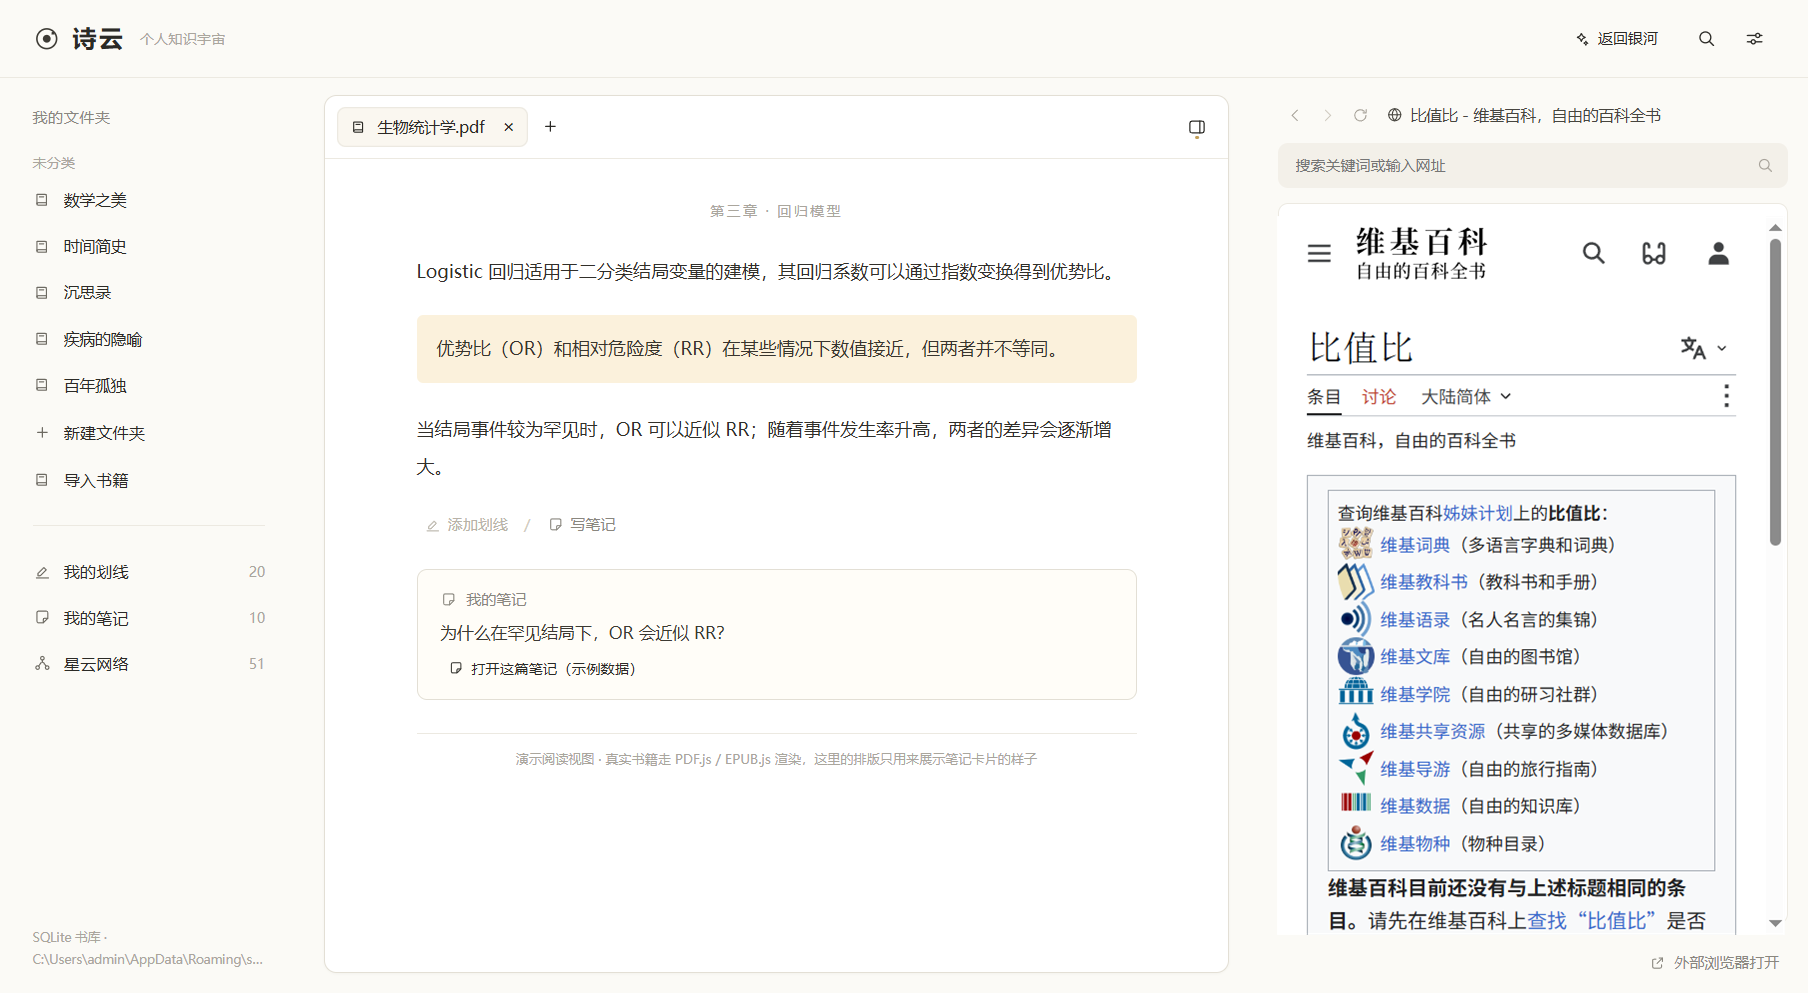 诗云 个人知识宇宙
返回银河
我的文件夹
未分类
数学之美
时间简史
沉思录
疾病的隐喻
百年孤独
新建文件夹
导入书籍
我的划线 20
我的笔记 10
星云网络 51
SQLite 书库 ·
C:\Users\admin\AppData\Roaming\s...
生物统计学.pdf
第三章 · 回归模型
Logistic 回归适用于二分类结局变量的建模，其回归系数可以通过指数变换得到优势比。
优势比（OR）和相对危险度（RR）在某些情况下数值接近，但两者并不等同。
当结局事件较为罕见时，OR 可以近似 RR；随着事件发生率升高，两者的差异会逐渐增
大。
添加划线 / 写笔记
我的笔记
为什么在罕见结局下，OR 会近似 RR？
打开这篇笔记（示例数据）
演示阅读视图 · 真实书籍走 PDF.js / EPUB.js 渲染，这里的排版只用来展示笔记卡片的样子
比值比 - 维基百科，自由的百科全书
搜索关键词或输入网址
维基百科
自由的百科全书
比值比
条目 讨论 大陆简体
维基百科，自由的百科全书
查询维基百科姊妹计划上的比值比：
维基词典（多语言字典和词典）
维基教科书（教科书和手册）
维基语录（名人名言的集锦）
维基文库（自由的图书馆）
维基学院（自由的研习社群）
维基共享资源（共享的多媒体数据库）
维基导游（自由的旅行指南）
维基数据（自由的知识库）
维基物种（物种目录）
维基百科目前还没有与上述标题相同的条
目。请先在维基百科上查找“比值比”是否
外部浏览器打开